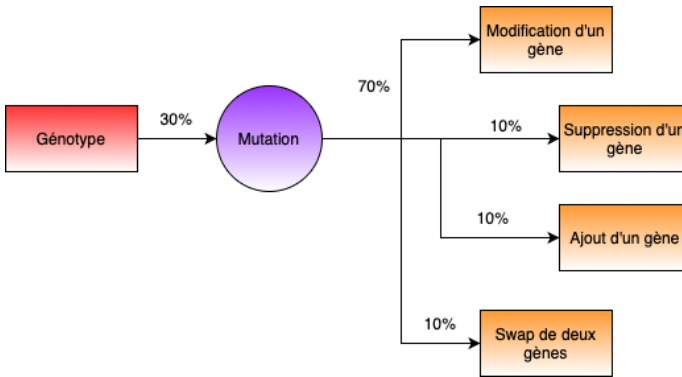 Modification d'un
gène
70%
30%
Génotype
Mutation
10%
Suppression d'un
gène
10%
Ajout d'un gène
10%
Swap de deux
gènes